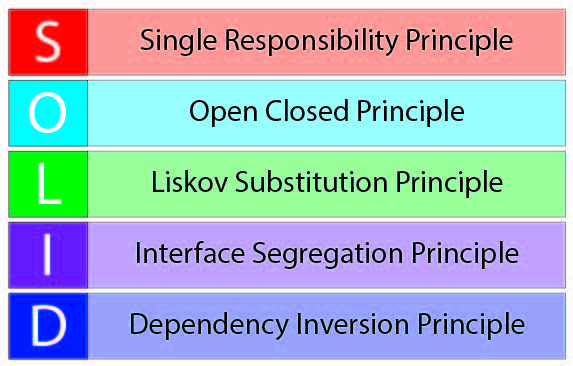 S Single Responsibility Principle
O Open Closed Principle
L Liskov Substitution Principle
I Interface Segregation Principle
D Dependency Inversion Principle